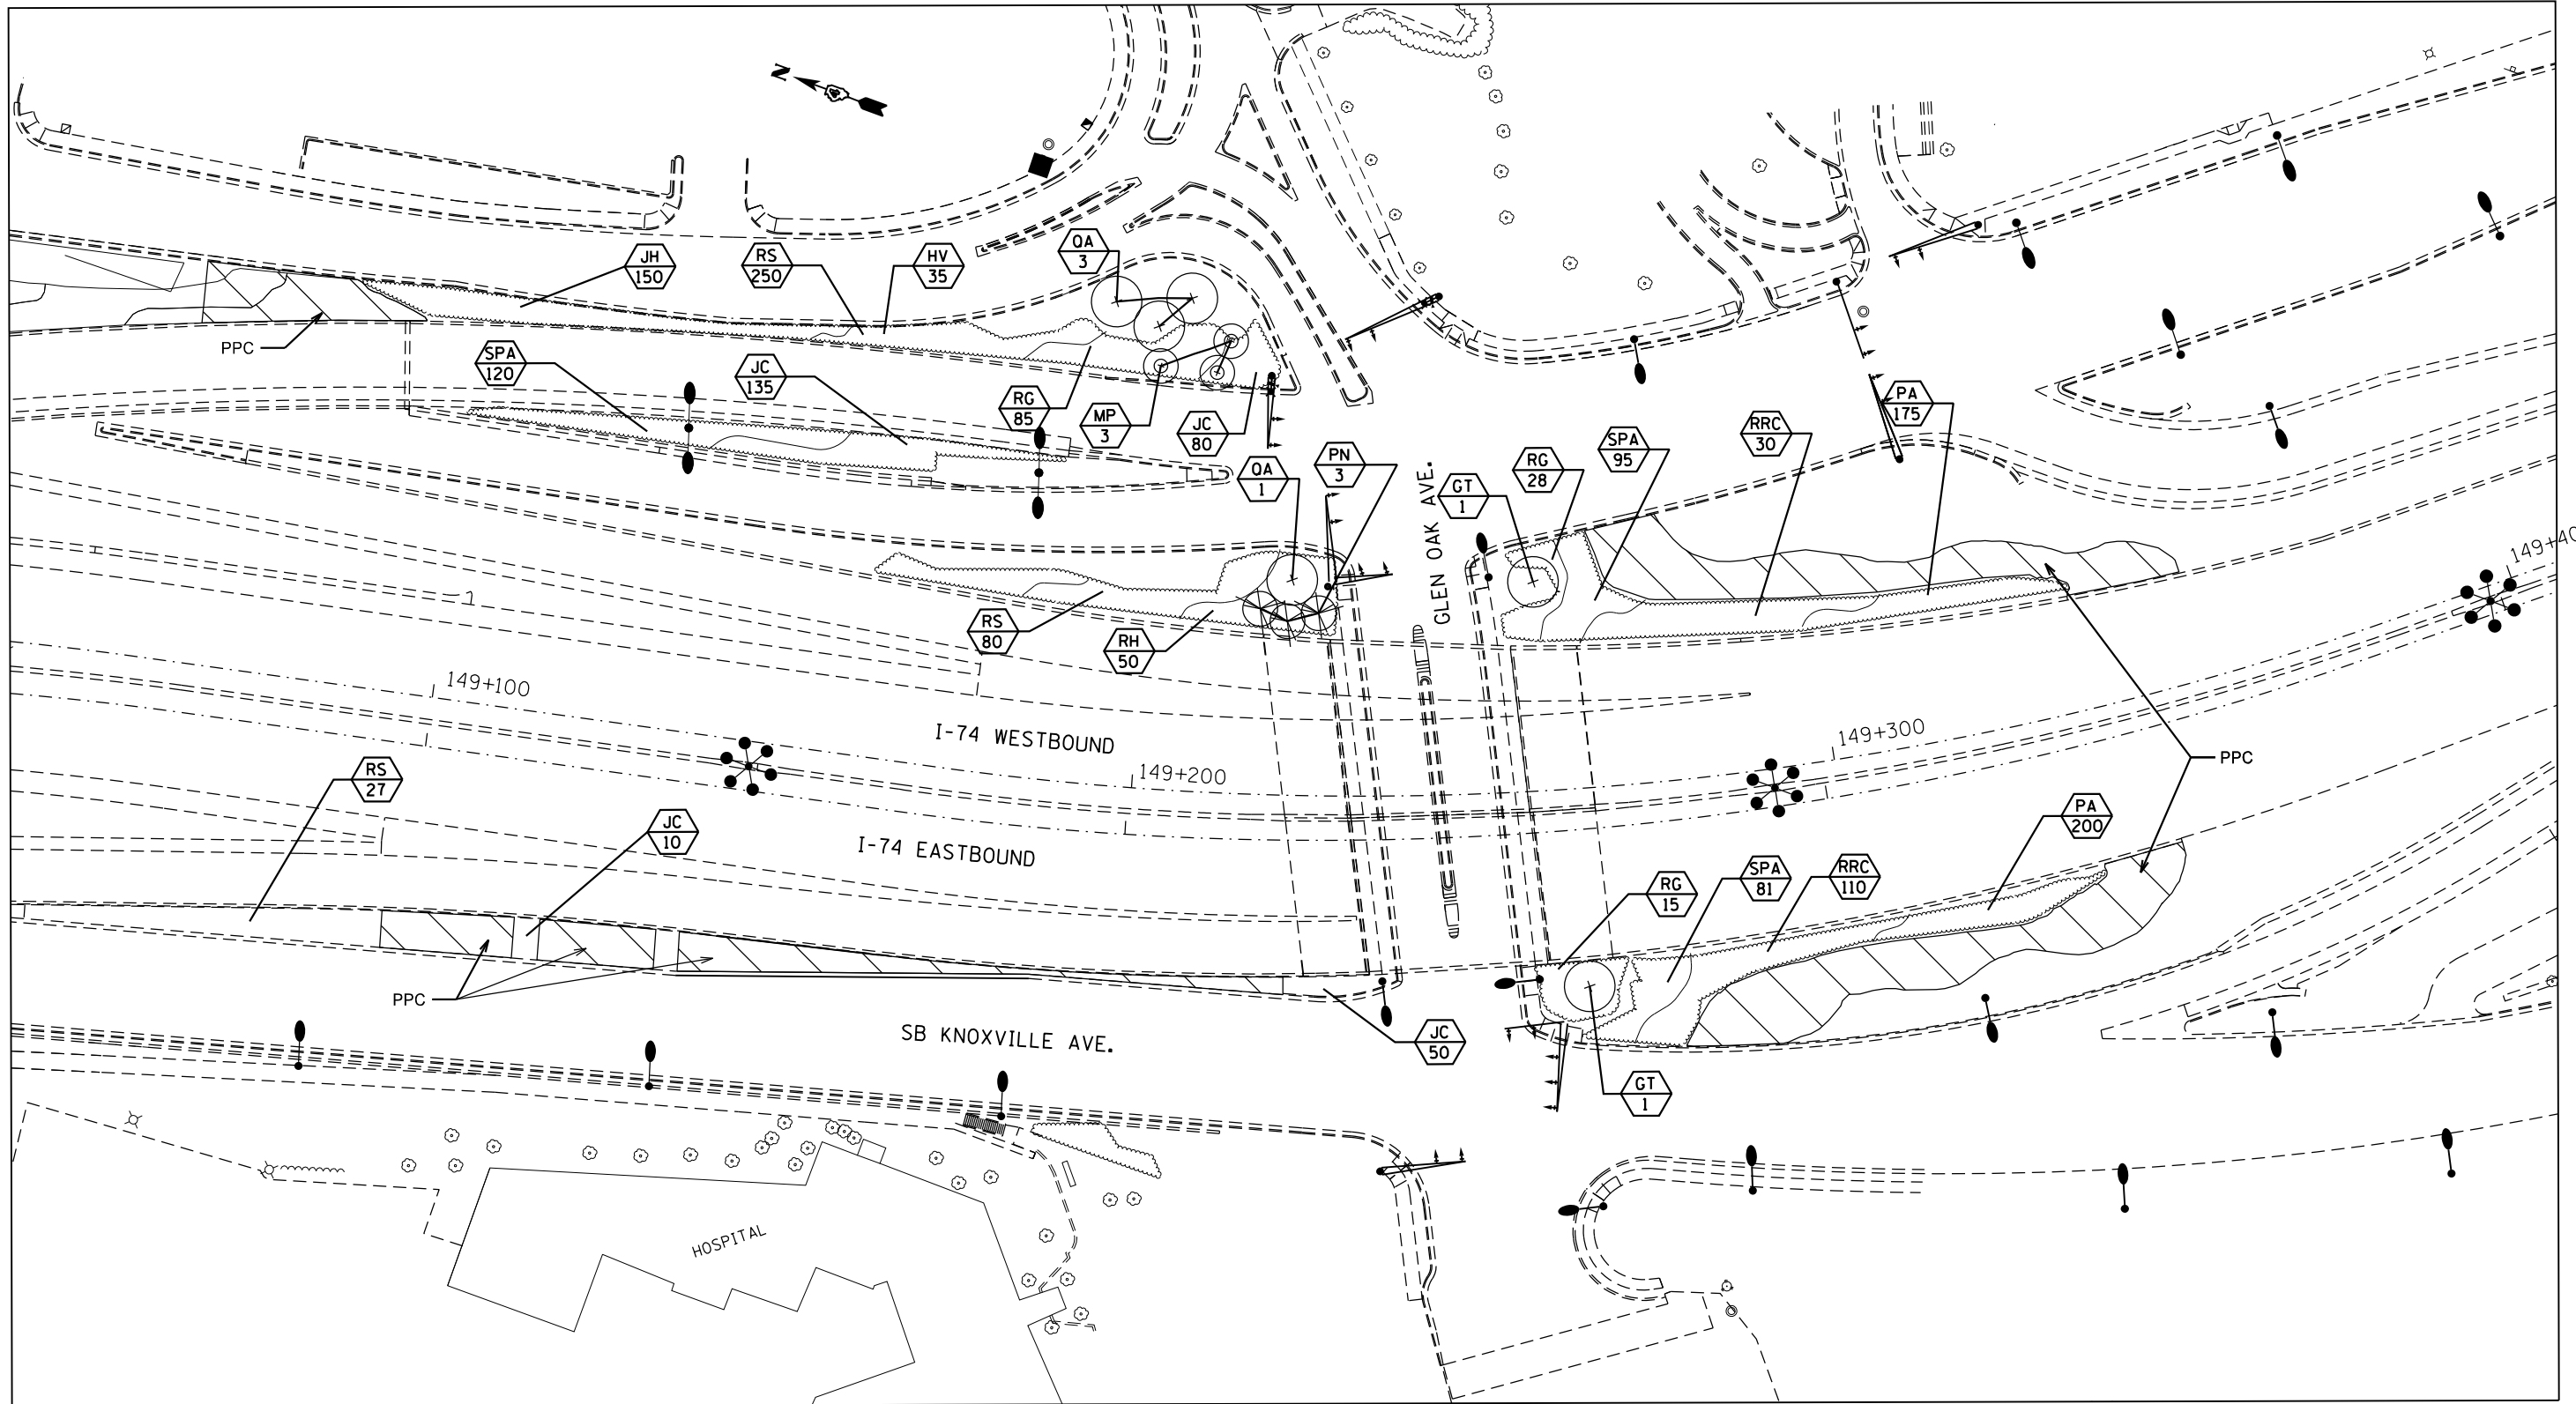 N
JH
150
RS
250
HV
35
QA
3
PPC
SPA
120
JC
135
RG
85
MP
3
JC
80
QA
1
PN
3
GLEN OAK AVE.
GT
1
RG
28
SPA
95
RRC
30
PA
175
149+40
RS
80
RH
50
149+100
I-74 WESTBOUND
149+200
149+300
PPC
RS
27
JC
10
I-74 EASTBOUND
RG
15
SPA
81
RRC
110
PA
200
PPC
SB KNOXVILLE AVE.
JC
50
GT
1
HOSPITAL